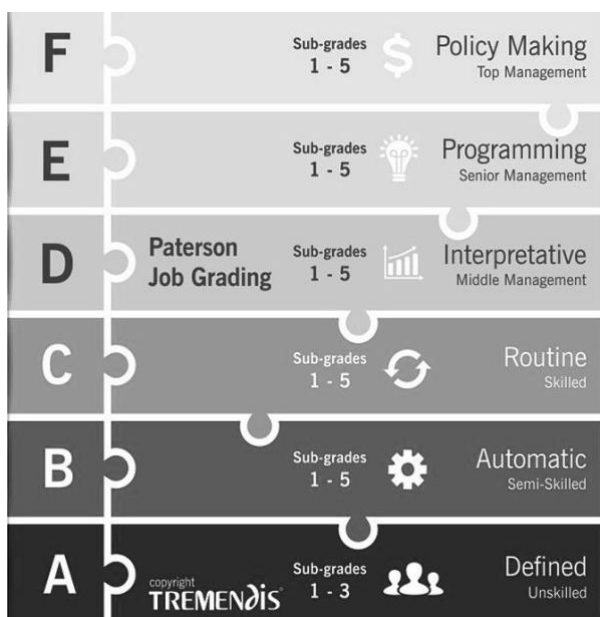 F
Sub-grades
1 - 5
$
Policy Making
Top Management
E
Sub-grades
1 - 5
Programming
Senior Management
D
Paterson
Job Grading
Sub-grades
1 - 5
Interpretative
Middle Management
C
Sub-grades
1 - 5
Routine
Skilled
B
Sub-grades
1 - 5
Automatic
Semi-Skilled
A
copyright
TREMENDIS®
Sub-grades
1 - 3
Defined
Unskilled